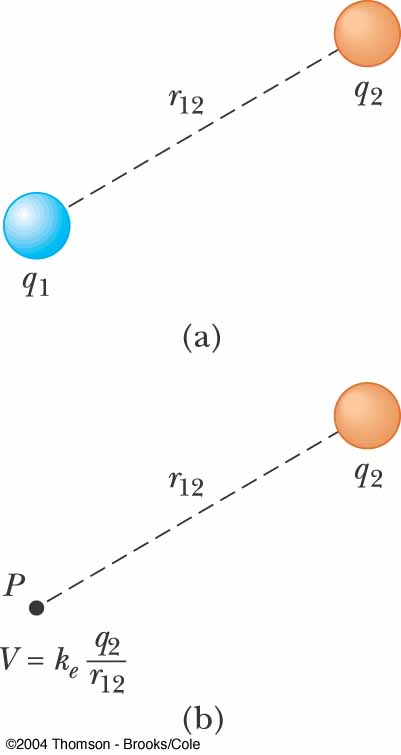 r12
q2
q1
(a)
r12
q2
P
V = ke q2/r12
(b)
©2004 Thomson - Brooks/Cole